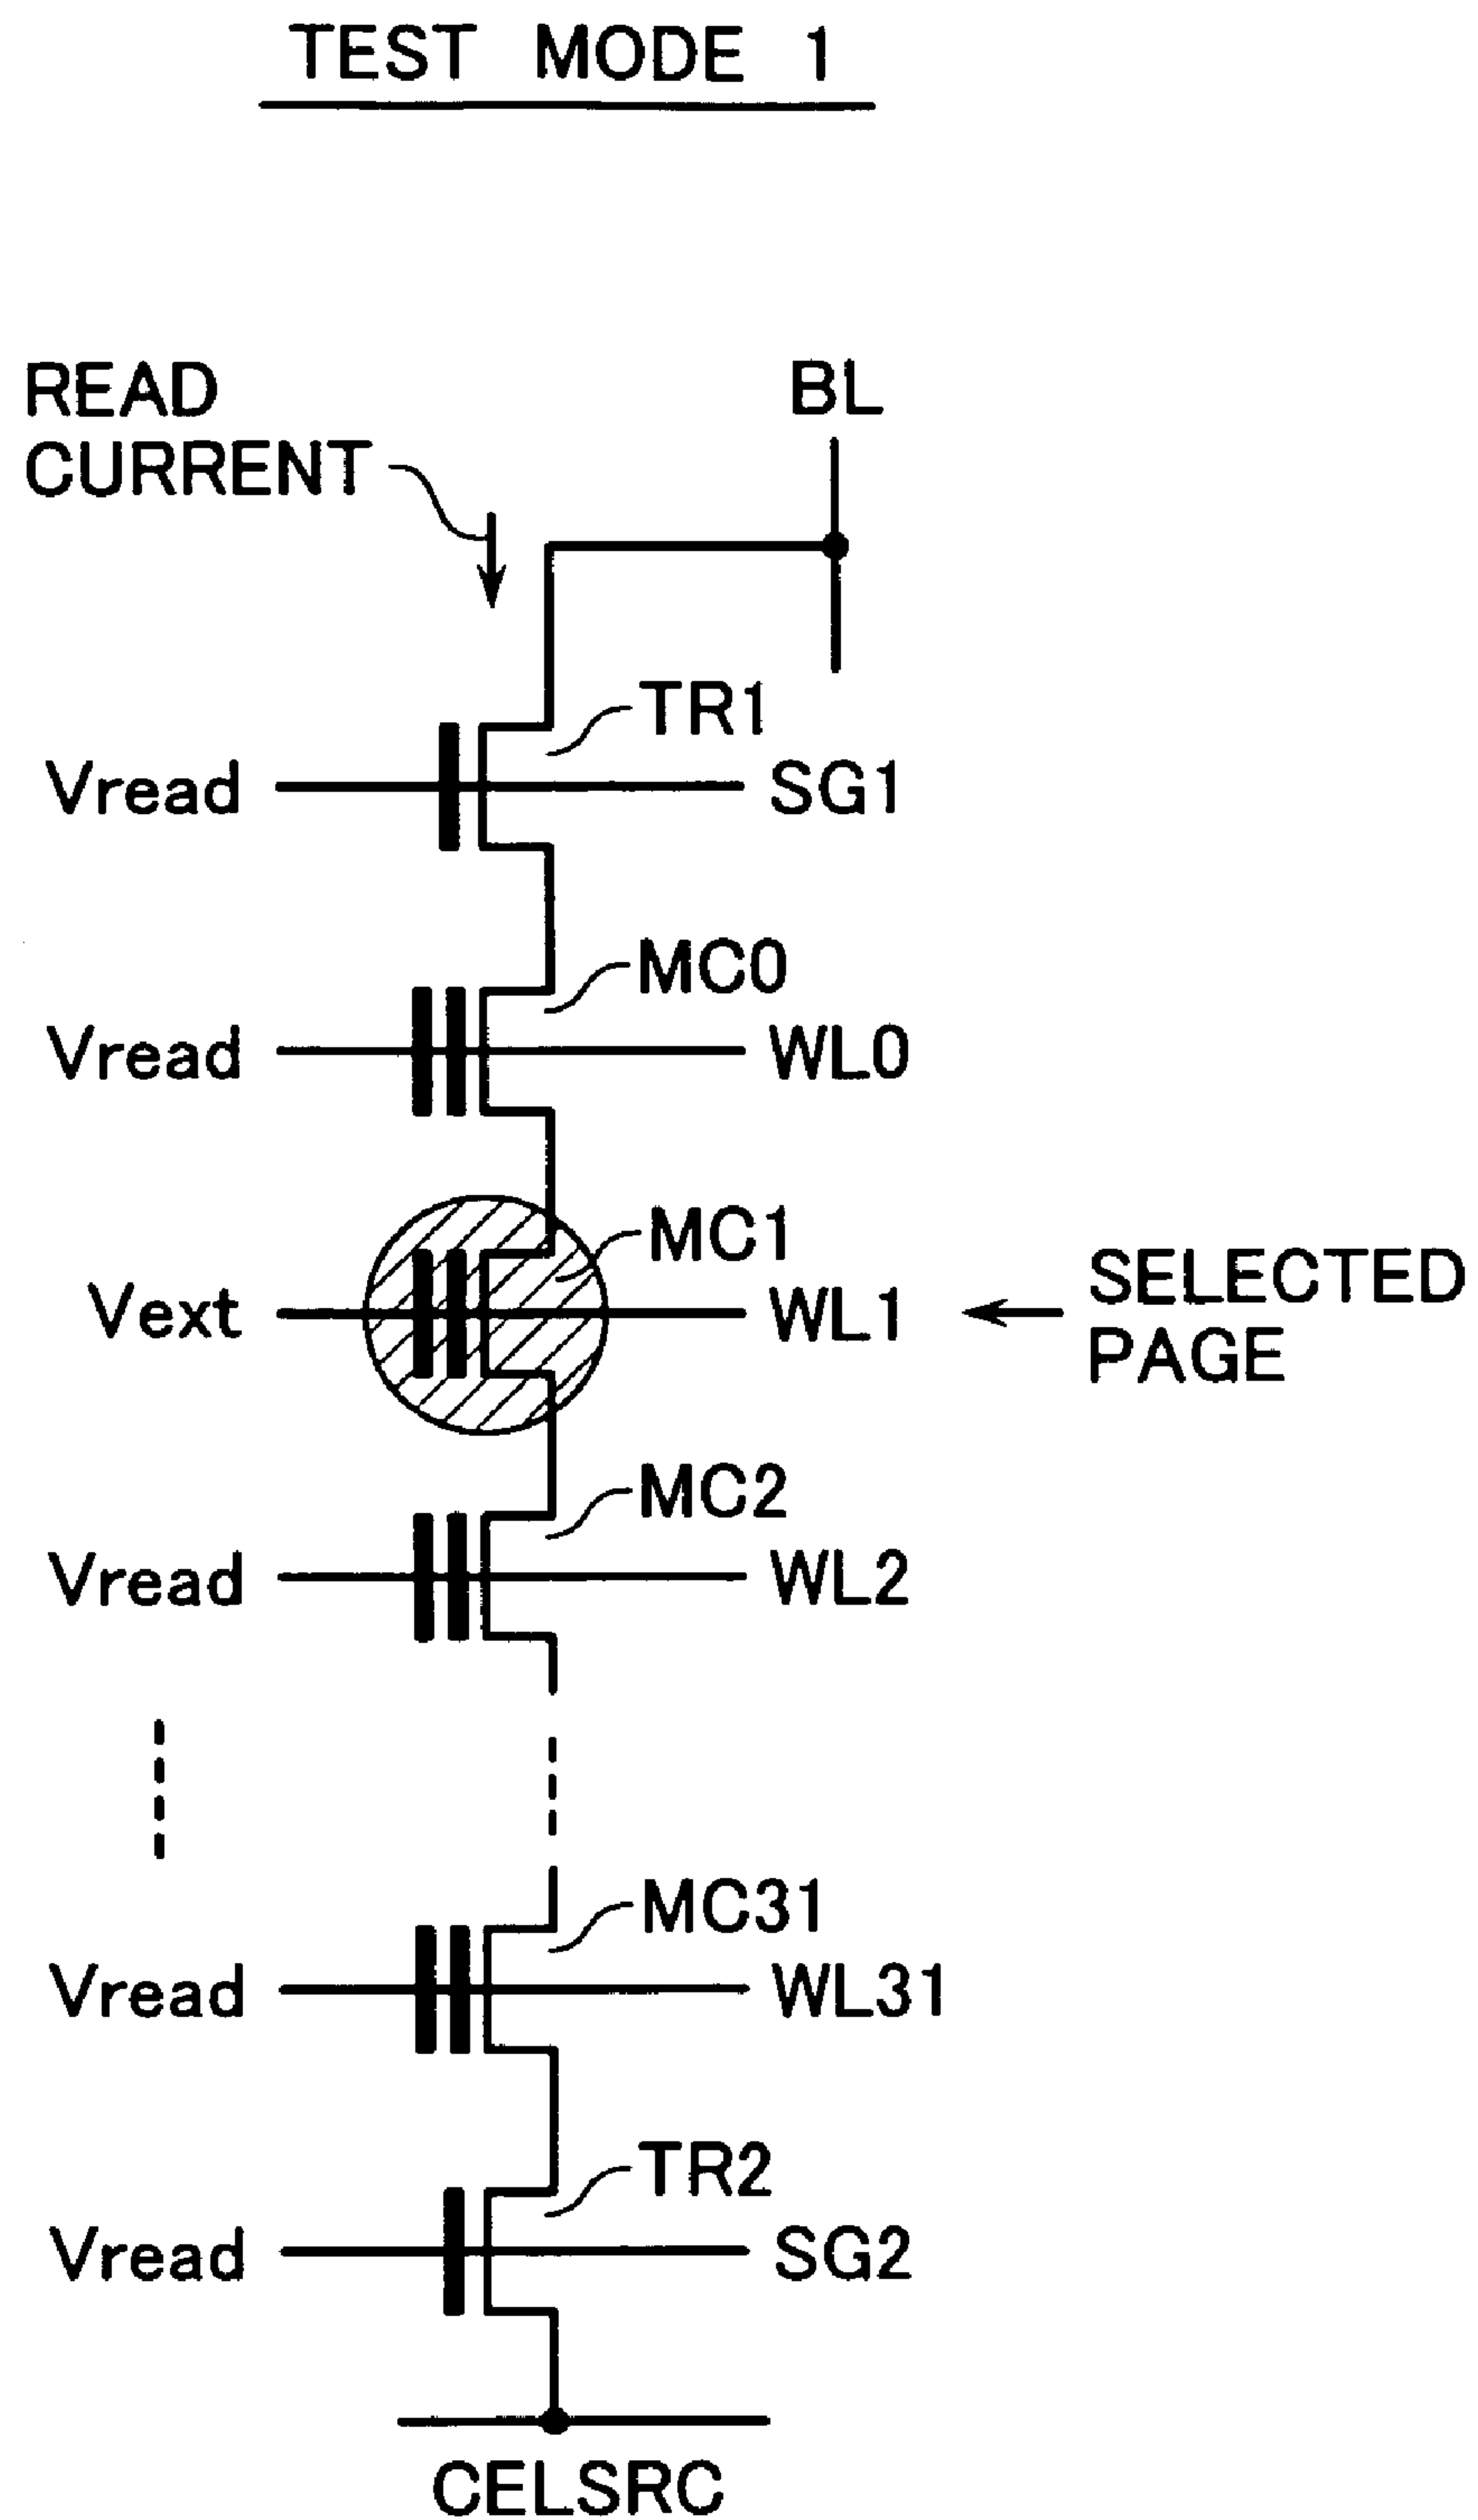 TEST MODE 1
READ
CURRENT
BL
TR1
Vread
SG1
MC0
Vread
WL0
MC1
Vext
WL1
SELECTED
PAGE
MC2
Vread
WL2
MC31
Vread
WL31
TR2
Vread
SG2
CELSRC